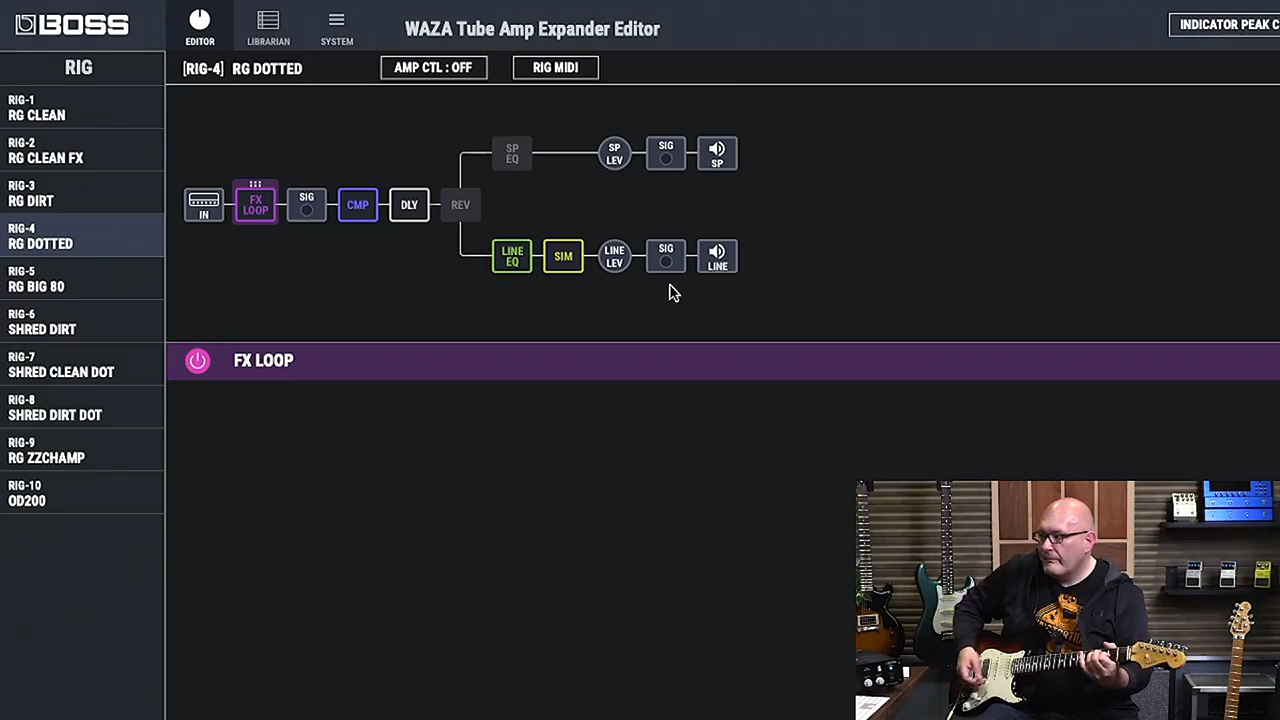 BOSS
EDITOR
LIBRARIAN
SYSTEM
WAZA Tube Amp Expander Editor
INDICATOR PEAK C
RIG
[RIG-4] RG DOTTED
AMP CTL : OFF
RIG MIDI
RIG-1
RG CLEAN
RIG-2
RG CLEAN FX
RIG-3
RG DIRT
RIG-4
RG DOTTED
RIG-5
RG BIG 80
RIG-6
SHRED DIRT
RIG-7
SHRED CLEAN DOT
RIG-8
SHRED DIRT DOT
RIG-9
RG ZZCHAMP
RIG-10
OD200
SP
EQ
SP
LEV
SIG
SP
IN
FX
LOOP
SIG
CMP
DLY
REV
LINE
EQ
SIM
LINE
LEV
SIG
LINE
FX LOOP